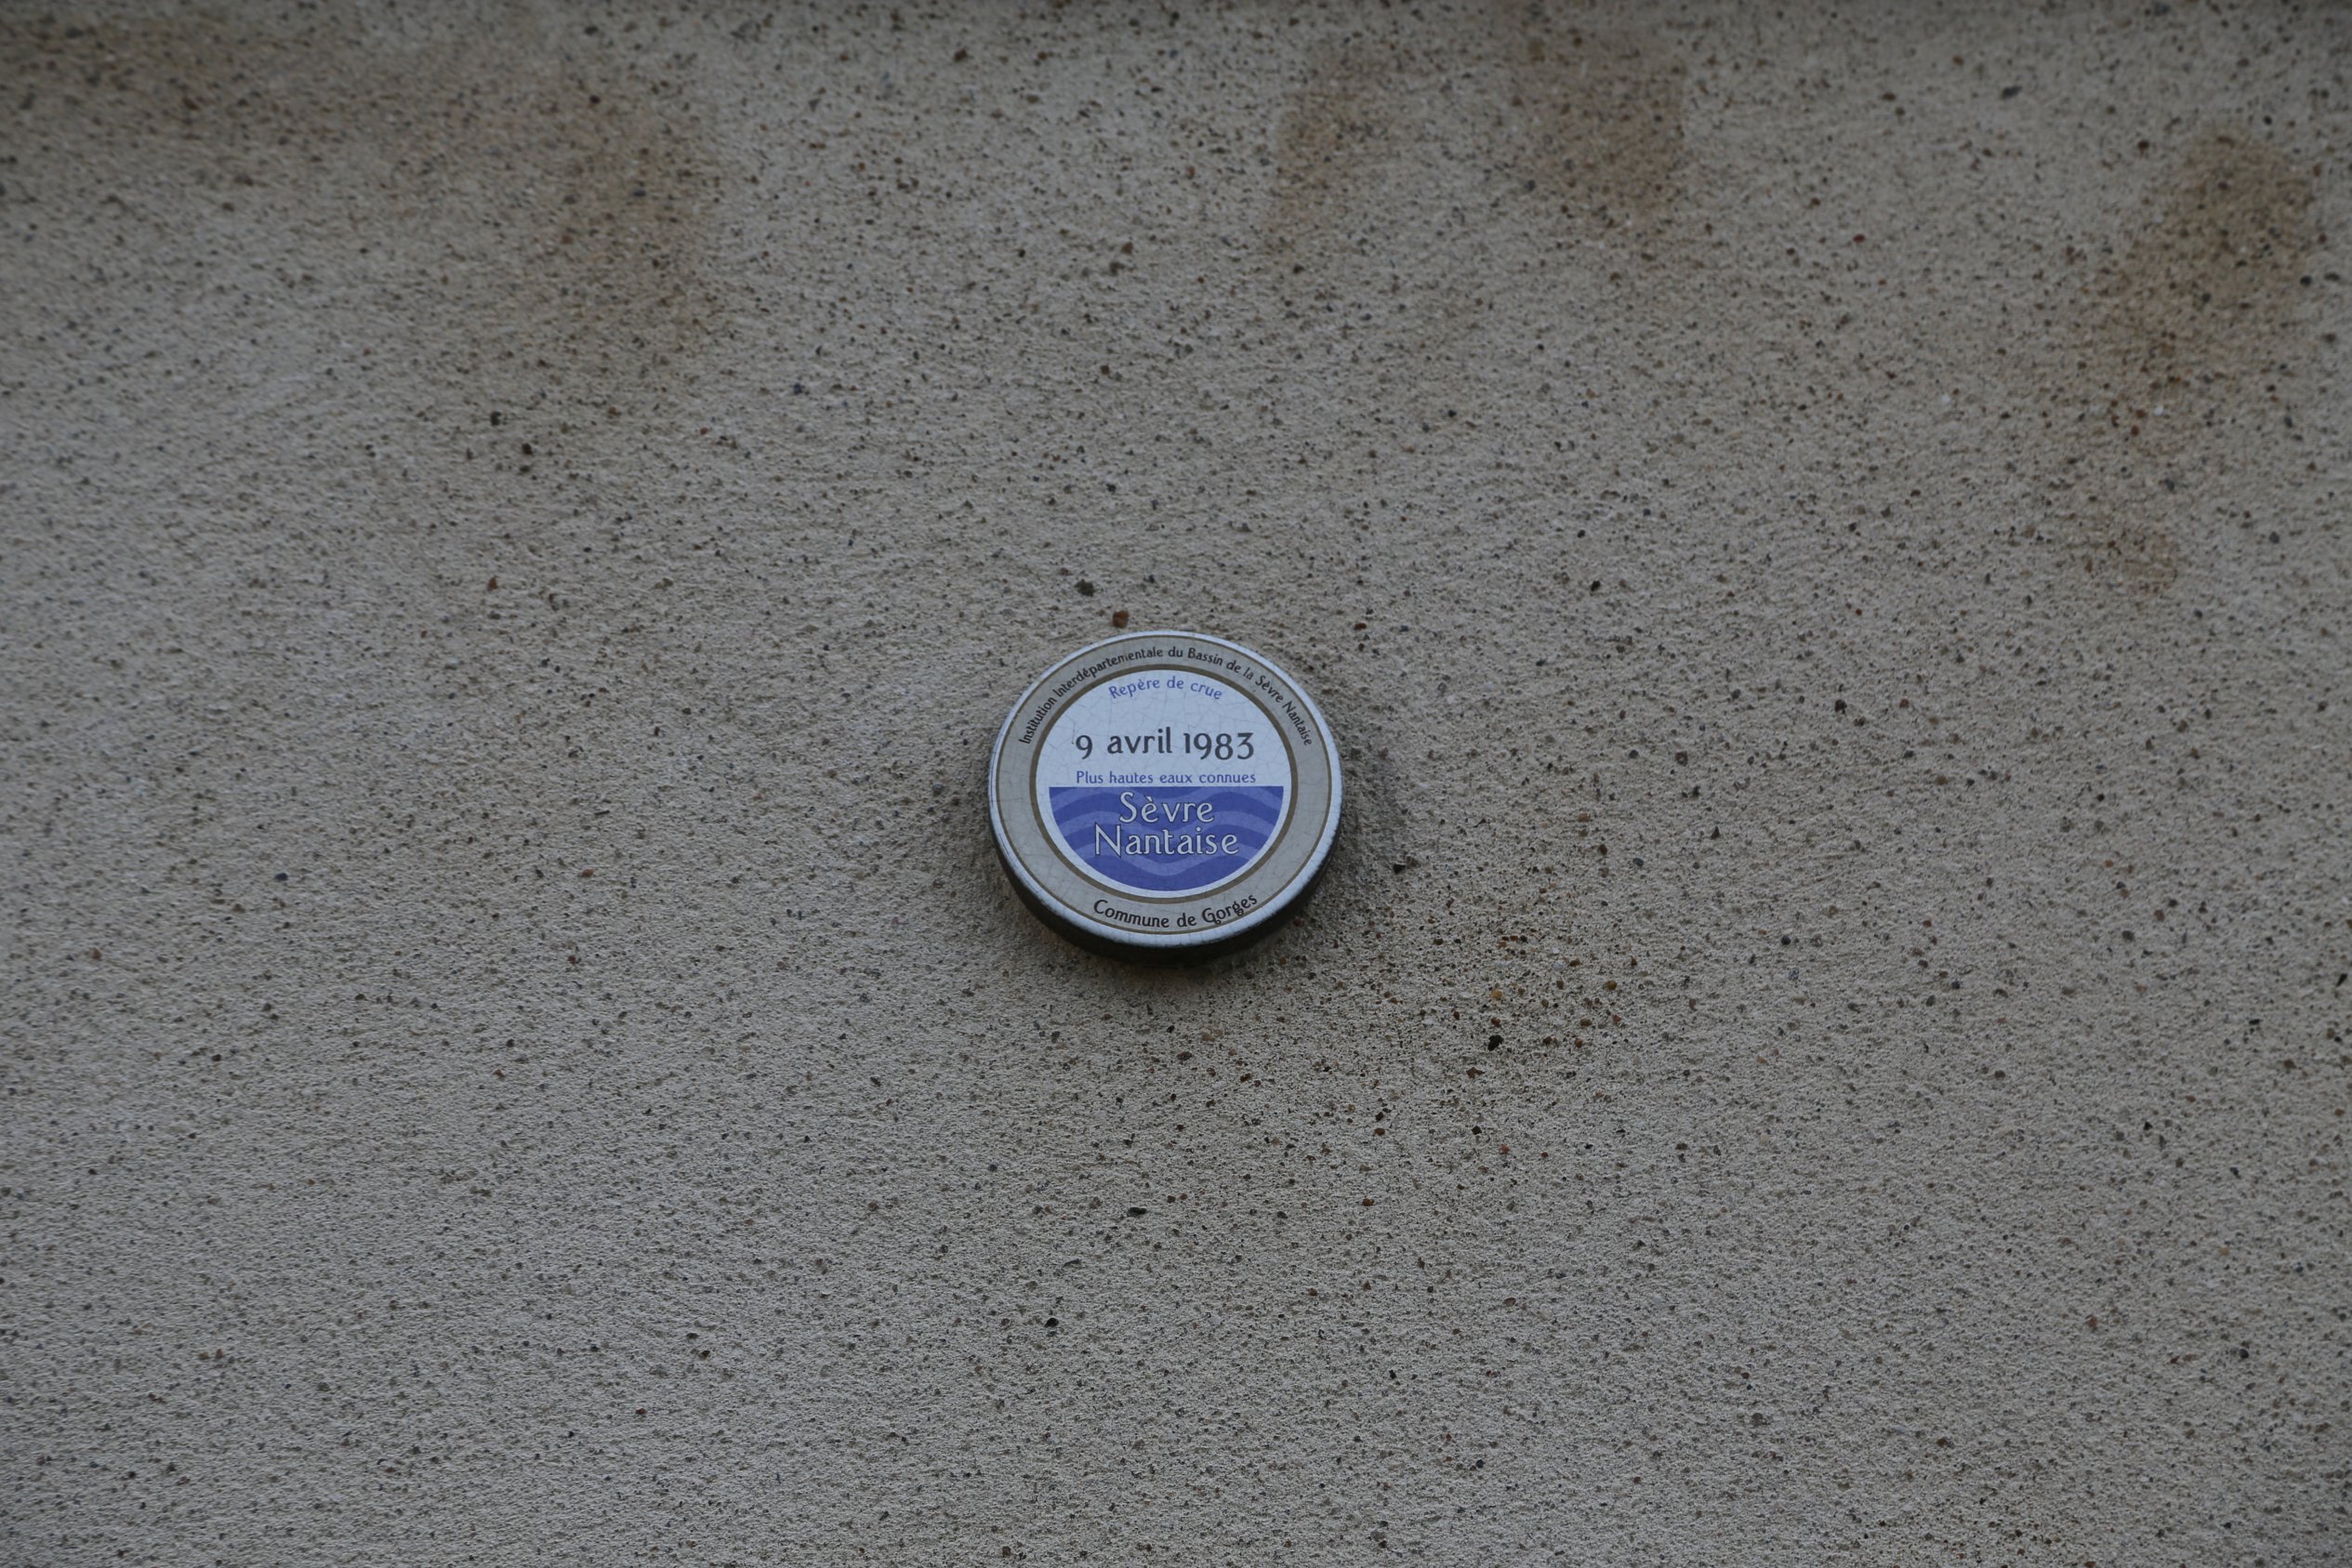 Institution Interdépartementale du Bassin de la Sèvre Nantaise
Repère de crue
9 avril 1983
Plus hautes eaux connues
Sèvre
Nantaise
Commune de Gorges